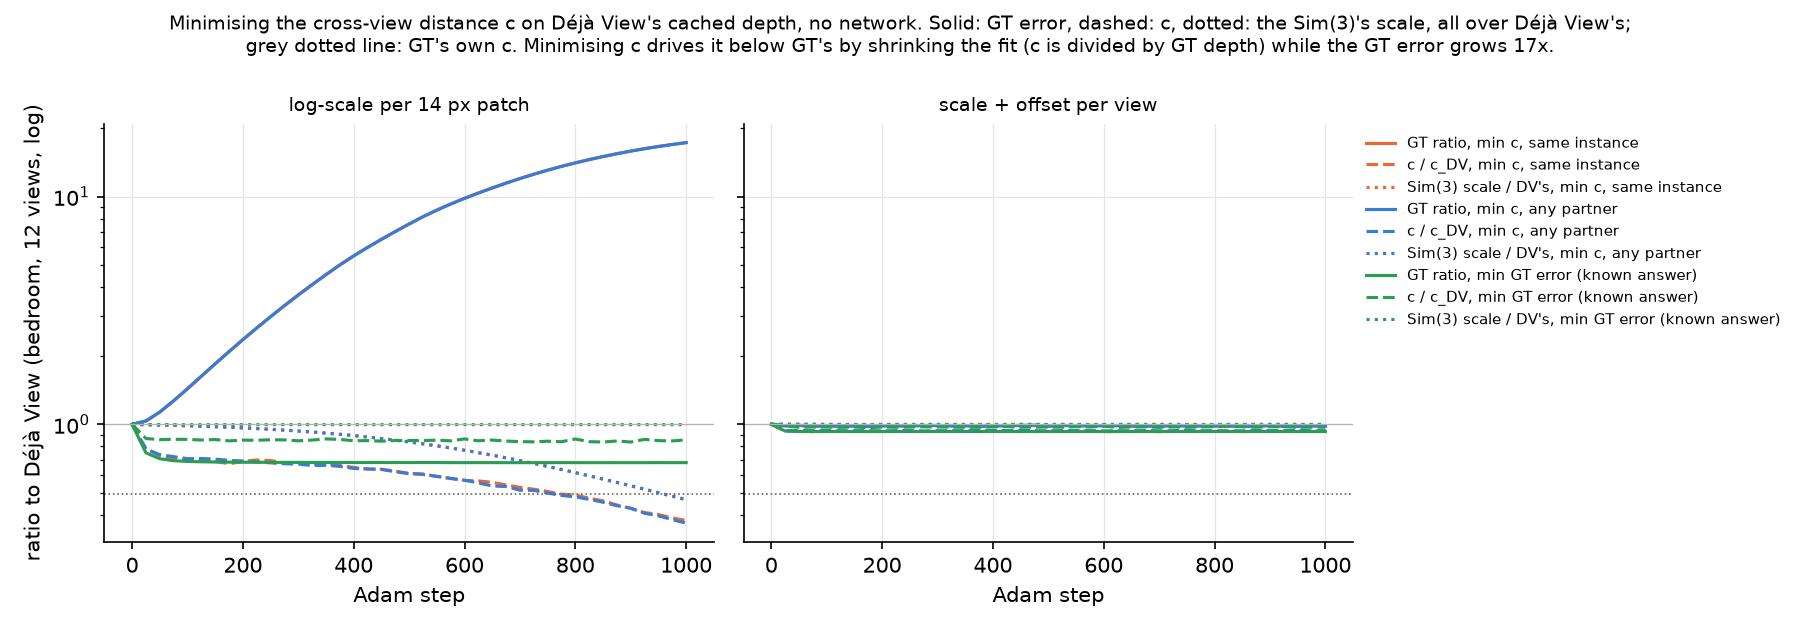 Minimising the cross-view distance c on Déjà View's cached depth, no network. Solid: GT error, dashed: c, dotted: the Sim(3)'s scale, all over Déjà View's;
grey dotted line: GT's own c. Minimising c drives it below GT's by shrinking the fit (c is divided by GT depth) while the GT error grows 17x.
log-scale per 14 px patch
scale + offset per view
ratio to Déjà View (bedroom, 12 views, log)
10¹
10⁰
0 200 400 600 800 1000
Adam step
0 200 400 600 800 1000
Adam step
GT ratio, min c, same instance
c / c_DV, min c, same instance
Sim(3) scale / DV's, min c, same instance
GT ratio, min c, any partner
c / c_DV, min c, any partner
Sim(3) scale / DV's, min c, any partner
GT ratio, min GT error (known answer)
c / c_DV, min GT error (known answer)
Sim(3) scale / DV's, min GT error (known answer)